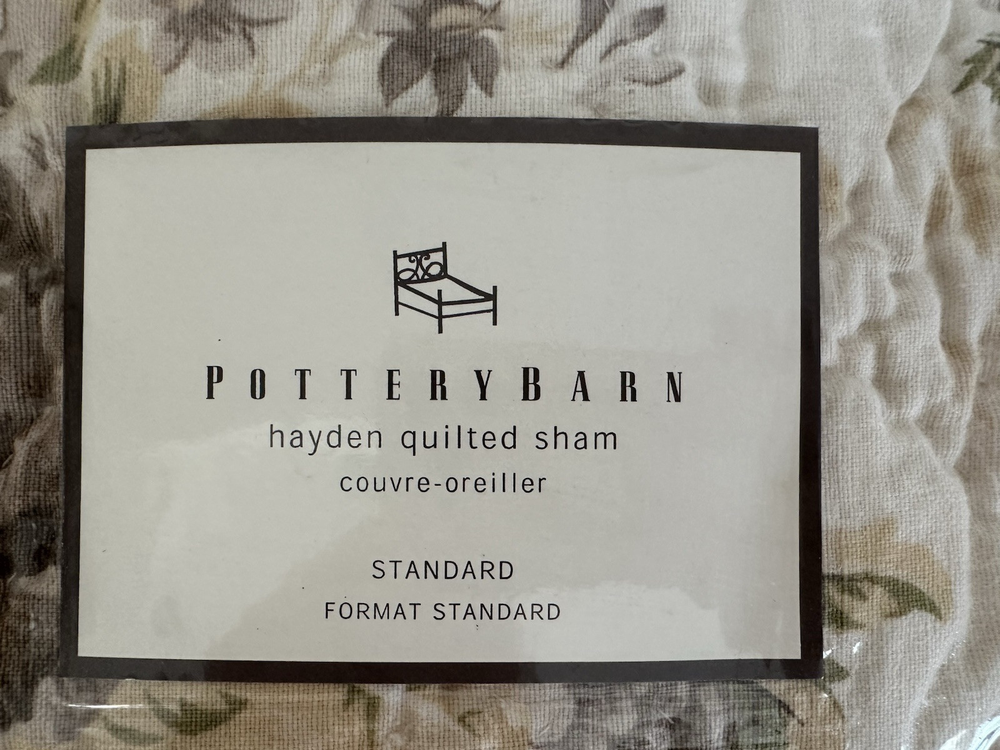 POTTERYBARN
hayden quilted sham
couvre-oreiller
STANDARD
FORMAT STANDARD